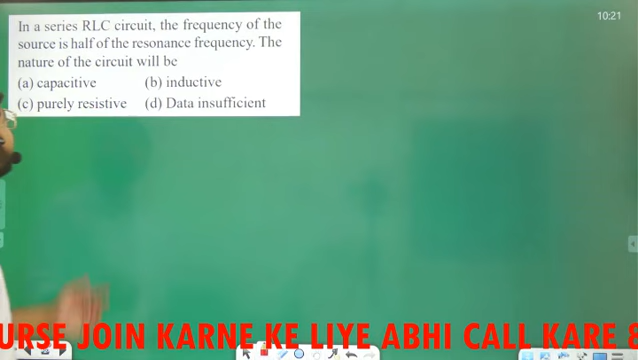 10:21
In a series RLC circuit, the frequency of the
source is half of the resonance frequency. The
nature of the circuit will be
(a) capacitive (b) inductive
(c) purely resistive (d) Data insufficient
URSE JOIN KARNE KE LIYE ABHI CALL KARE 8